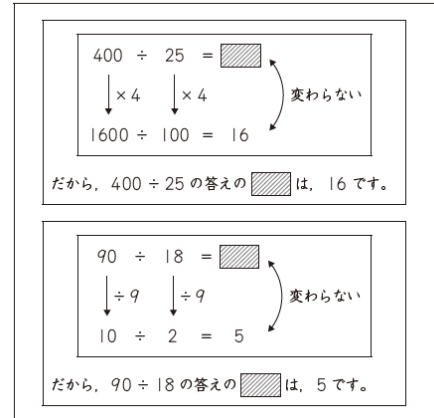 400 ÷ 25 =
×4 ×4 変わらない
1600 ÷ 100 = 16
だから，400 ÷ 25 の答えの は，16 です。
90 ÷ 18 =
÷9 ÷9 変わらない
10 ÷ 2 = 5
だから，90 ÷ 18 の答えの は，5 です。